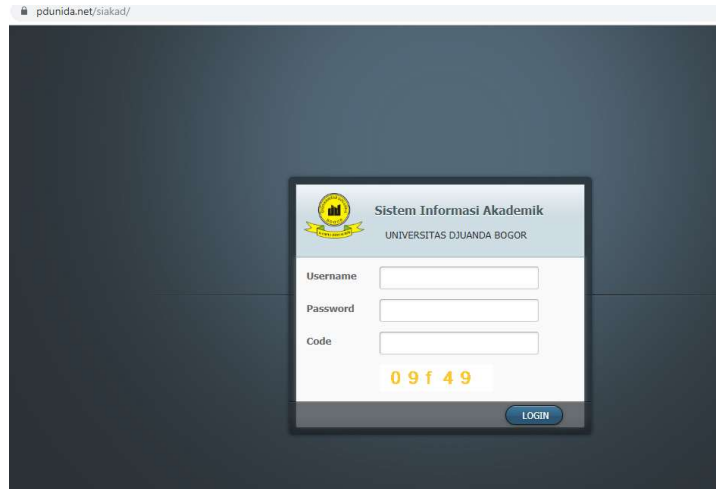 pdunida.net/siakad/
Sistem Informasi Akademik
UNIVERSITAS DJUANDA BOGOR
Username
Password
Code
09f49
LOGIN